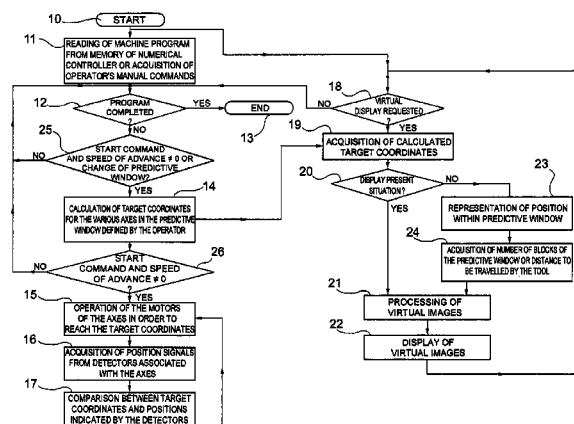 10
START
11
READING OF MACHINE PROGRAM
FROM MEMORY OF NUMERICAL
CONTROLLER OR ACQUISITION
OF OPERATOR'S MANUAL COMMANDS
12
PROGRAM
COMPLETED
?
YES
END
13
NO
25
START COMMAND
AND SPEED OF ADVANCE ≠ 0 OR
CHANGE OF PREDICTIVE
WINDOW?
NO
YES
14
CALCULATION OF TARGET COORDINATES
FOR THE VARIOUS AXES IN THE PREDICTIVE
WINDOW DEFINED BY THE OPERATOR
26
START
COMMAND AND SPEED
OF ADVANCE ≠ 0
?
NO
YES
15
OPERATION OF THE MOTORS
OF THE AXES IN ORDER TO
REACH THE TARGET COORDINATES
16
ACQUISITION OF POSITION SIGNALS
FROM DETECTORS ASSOCIATED
WITH THE AXES
17
COMPARISON BETWEEN TARGET
COORDINATES AND POSITIONS
INDICATED BY THE DETECTORS
18
VIRTUAL
DISPLAY REQUESTED
?
NO
YES
19
ACQUISITION OF CALCULATED
TARGET COORDINATES
20
DISPLAY PRESENT
SITUATION?
NO
YES
23
REPRESENTATION OF POSITION
WITHIN PREDICTIVE WINDOW
24
ACQUISITION OF NUMBER OF BLOCKS
OF THE PREDICTIVE WINDOW OR DISTANCE TO
BE TRAVELLED BY THE TOOL
21
PROCESSING OF
VIRTUAL IMAGES
22
DISPLAY OF
VIRTUAL IMAGES